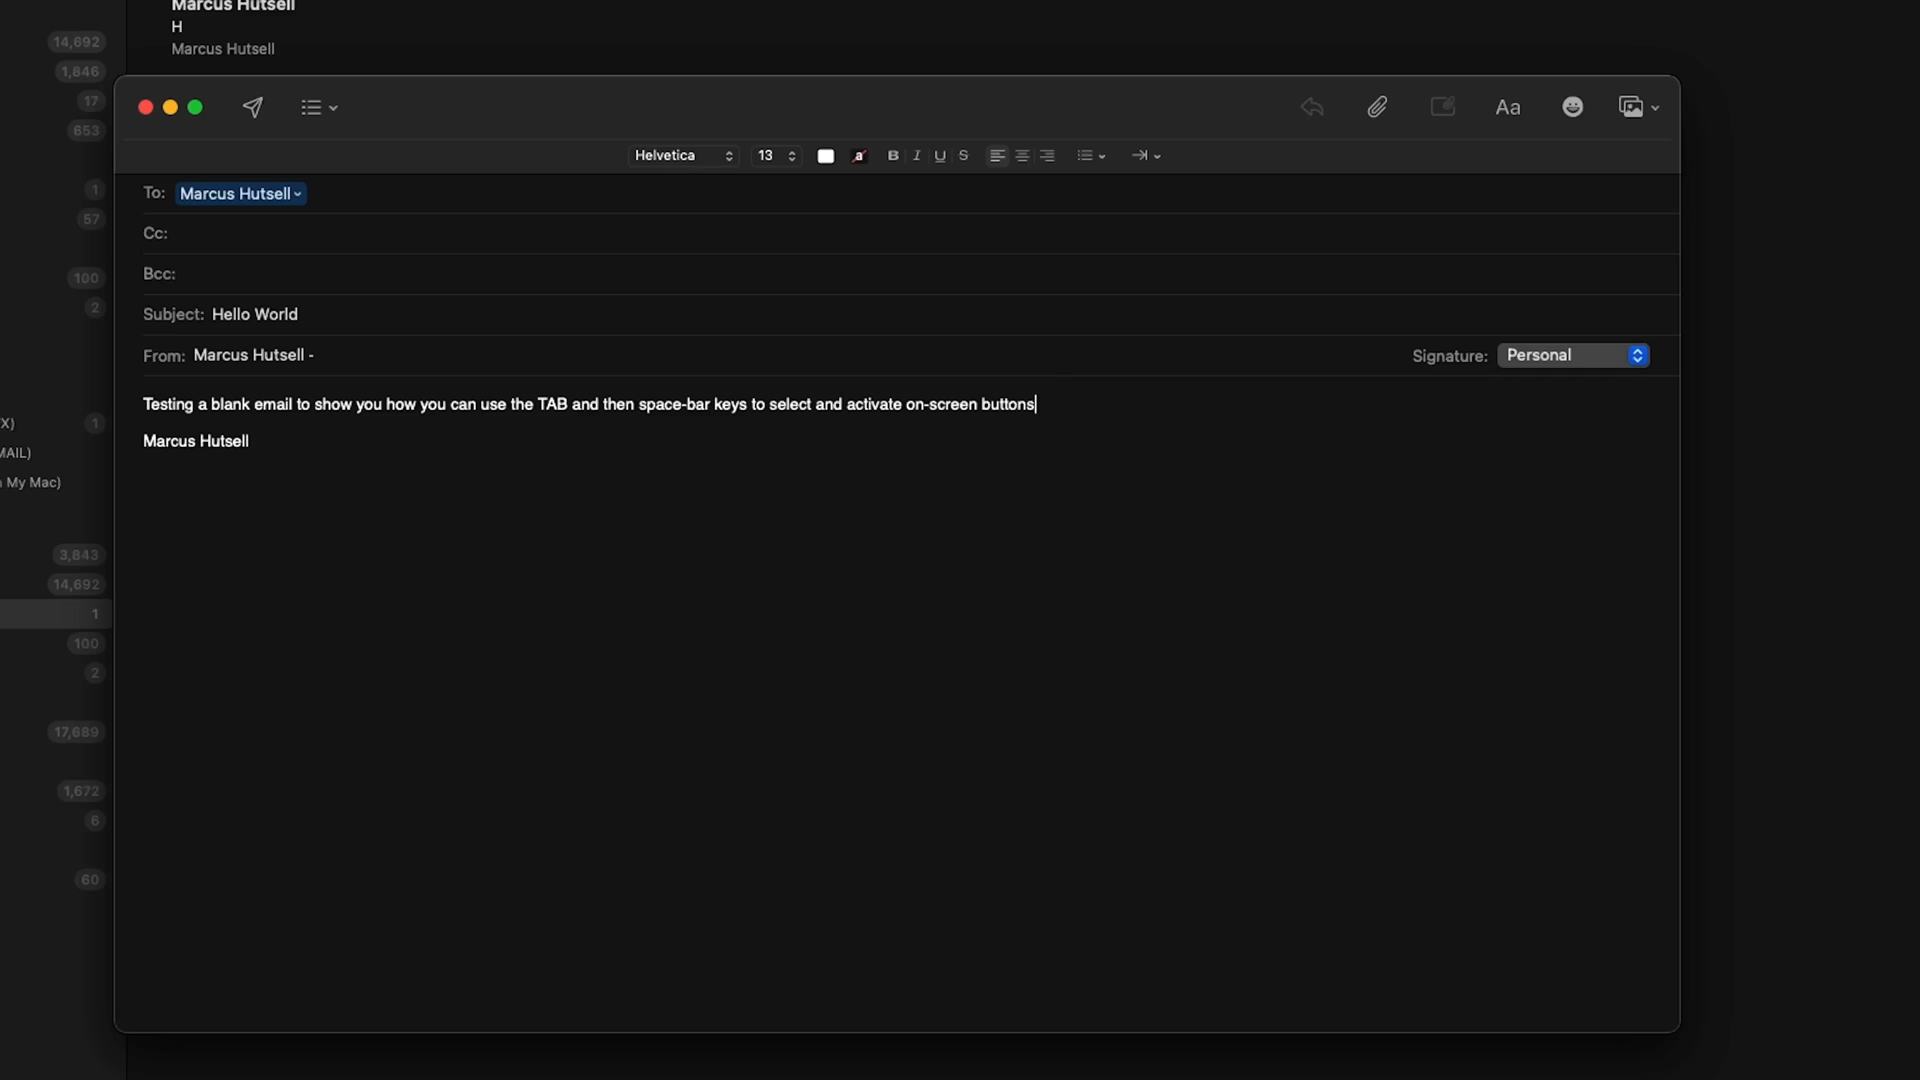 Marcus Hutsell
H
Marcus Hutsell
14,692
1,846
17
653
1
57
100
2
X)
1
MAIL)
My Mac)
3,843
14,692
1
100
2
17,689
1,672
6
60
Aa
Helvetica 13 a B I U S
To: Marcus Hutsell
Cc:
Bcc:
Subject: Hello World
From: Marcus Hutsell -
Signature: Personal
Testing a blank email to show you how you can use the TAB and then space-bar keys to select and activate on-screen buttons
Marcus Hutsell